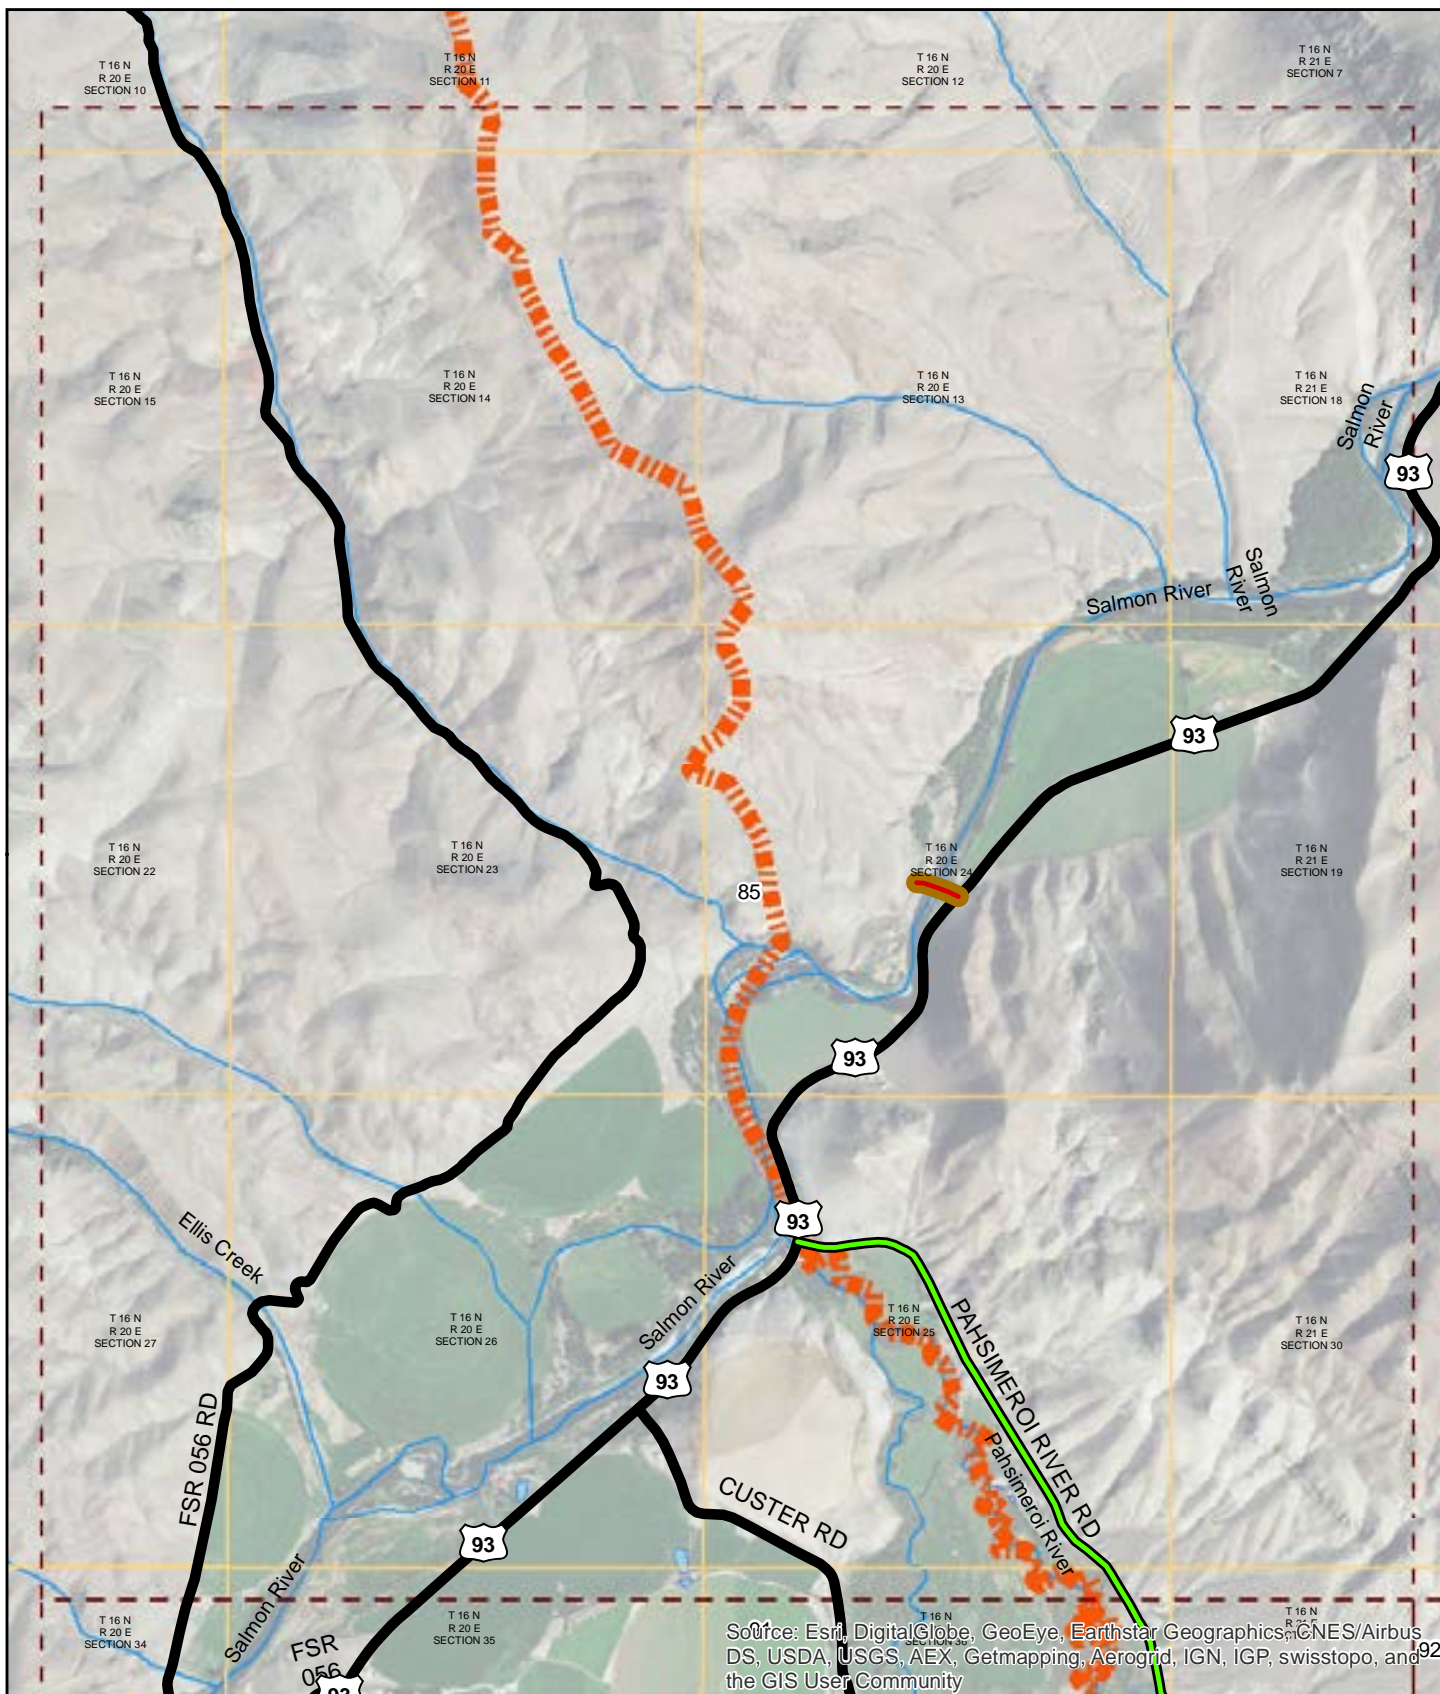 T 16 N
R 20 E
SECTION 10
T 16 N
R 20 E
SECTION 11
T 16 N
R 20 E
SECTION 12
T 16 N
R 21 E
SECTION 7
T 16 N
R 20 E
SECTION 15
T 16 N
R 20 E
SECTION 14
T 16 N
R 20 E
SECTION 13
T 16 N
R 21 E
SECTION 18
Salmon
River
93
Salmon River
Salmon
River
93
T 16 N
R 20 E
SECTION 22
T 16 N
R 20 E
SECTION 23
T 16 N
R 20 E
SECTION 24
T 16 N
R 21 E
SECTION 19
85
93
93
Ellis Creek
Salmon River
T 16 N
R 20 E
SECTION 27
T 16 N
R 20 E
SECTION 26
T 16 N
R 20 E
SECTION 25
T 16 N
R 21 E
SECTION 30
93
PAHSIMEROI RIVER RD
Pahsimeroi River
FSR 056 RD
CUSTER RD
93
Salmon River
T 16 N
R 20 E
SECTION 34
T 16 N
R 20 E
SECTION 35
T 16 N
R 20 E
SECTION 36
T 16 N
FSR
056
93
91
92
Source: Esri, DigitalGlobe, GeoEye, Earthstar Geographics, CNES/Airbus
DS, USDA, USGS, AEX, Getmapping, Aerogrid, IGN, IGP, swisstopo, and
the GIS User Community